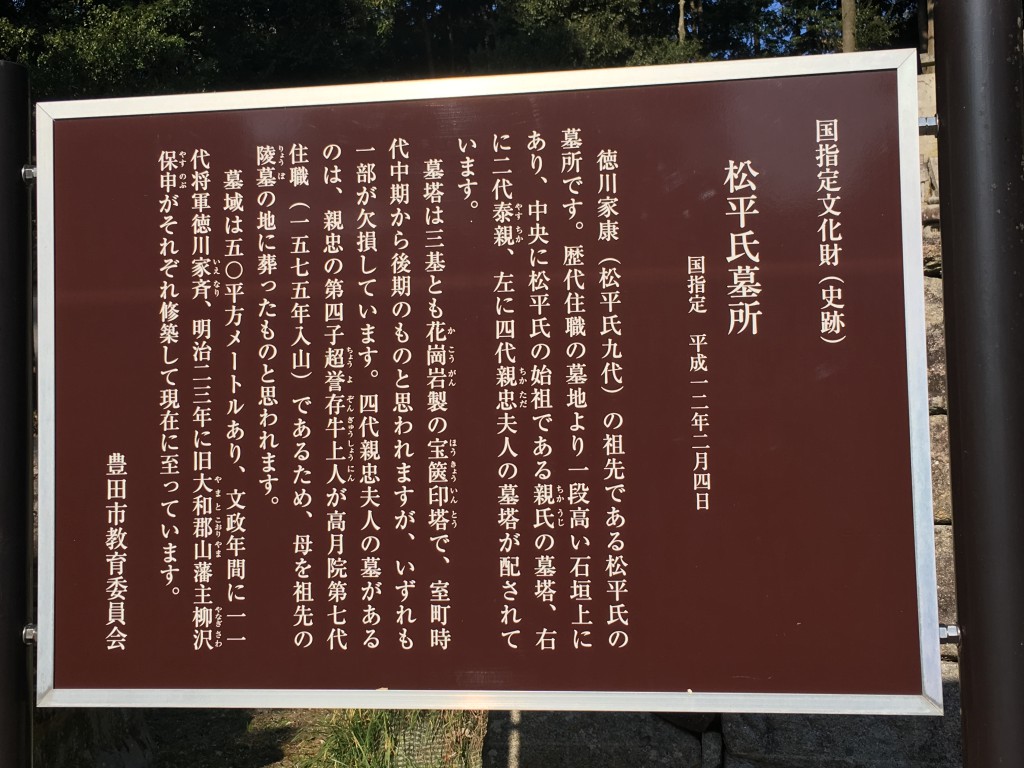 国指定文化財（史跡）
松平氏墓所
国指定　平成一二年二月四日
徳川家康（松平氏九代）の祖先である松平氏の
墓所です。歴代住職の墓地より一段高い石垣上に
あり、中央に松平氏の始祖である親氏の墓塔、右
に二代泰親、左に四代親忠夫人の墓塔が配されて
います。
墓塔は三基とも花崗岩製の宝篋印塔で、室町時
代中期から後期のものと思われますが、いずれも
一部が欠損しています。四代親忠夫人の墓がある
のは、親忠の第四子超誉存牛上人が高月院第七代
住職（一五七五年入山）であるため、母を祖先の
陵墓の地に葬ったものと思われます。
墓域は五〇平方メートルあり、文政年間に一一
代将軍徳川家斉、明治二三年に旧大和郡山藩主柳沢
保申がそれぞれ修築して現在に至っています。
豊田市教育委員会